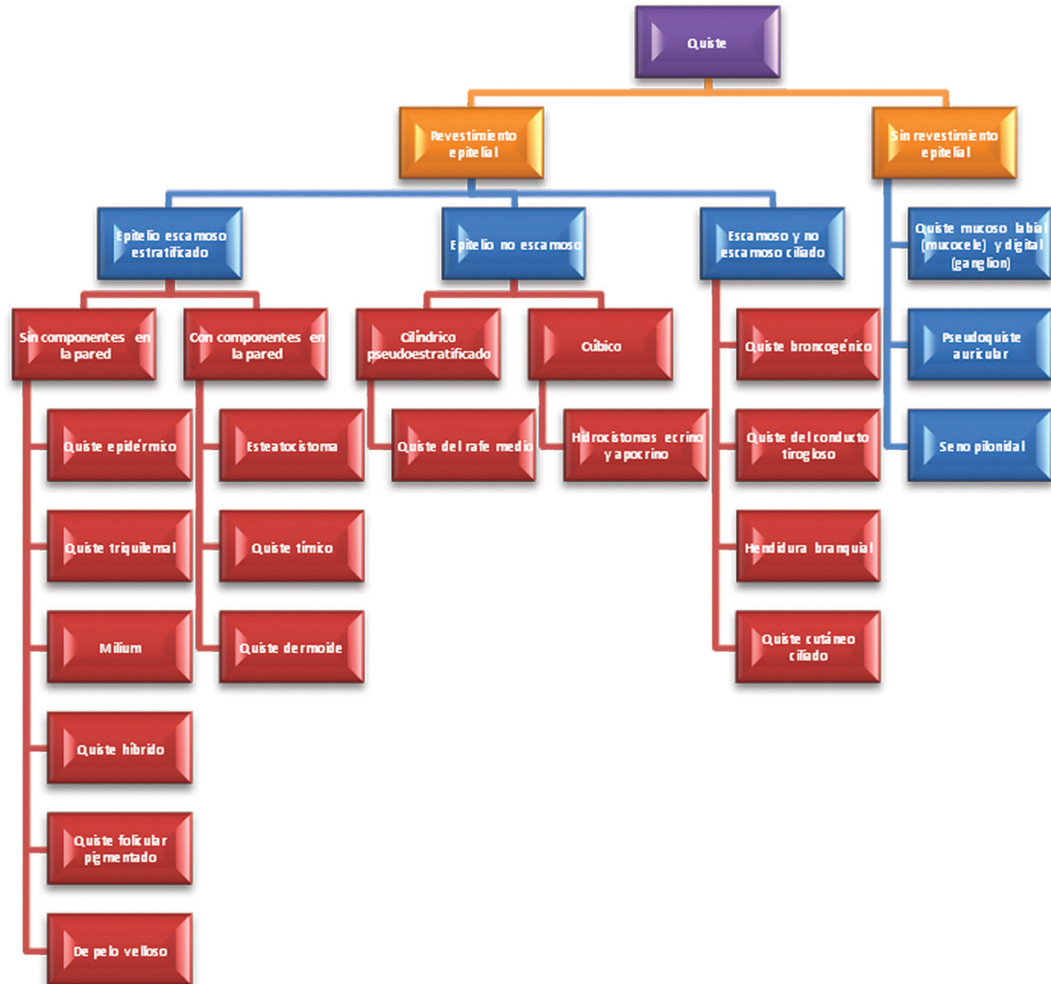 Quiste
Revestimiento
epitelial
Sin revestimiento
epitelial
Epitelio escamoso
estratificado
Epitelio no escamoso
Escamoso y no
escamoso ciliado
Quiste mucoso labial
(mucocele) y digital
(ganglion)
Sin componentes en
la pared
Con componentes en
la pared
Cilíndrico
pseudoestratificado
Cúbico
Quiste broncogénico
Pseudoquiste
auricular
Quiste epidérmico
Esteatocistoma
Quiste del rafe medio
Hidrocistomas ecrino
y apocrino
Quiste del conducto
tirogloso
Seno pilonidal
Quiste triquilemal
Quiste tímico
Hendidura branquial
Milium
Quiste dermoide
Quiste cutáneo
ciliado
Quiste híbrido
Quiste folicular
pigmentado
De pelo velloso